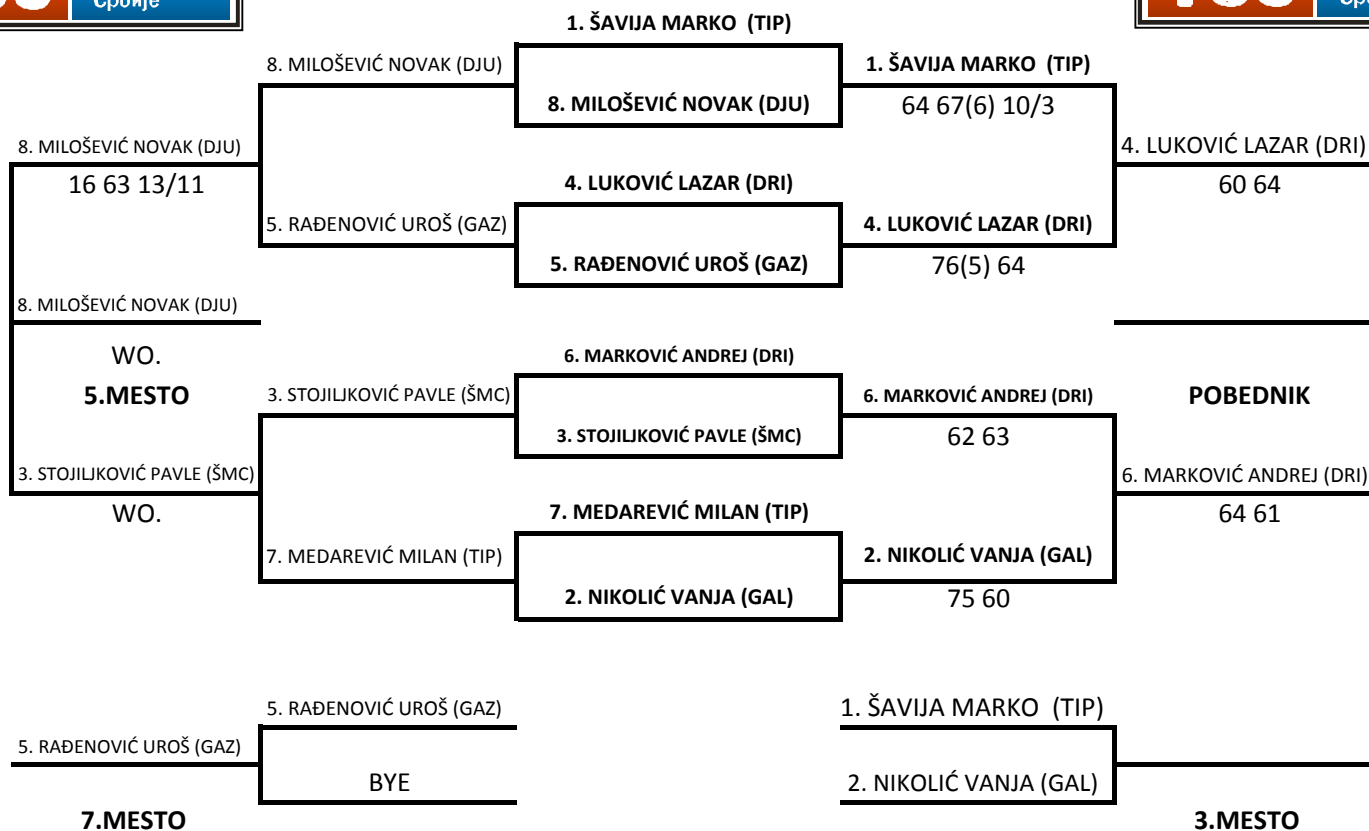 Србије
1. ŠAVIJA MARKO (TIP)
8. MILOŠEVIĆ NOVAK (DJU)
1. ŠAVIJA MARKO (TIP)
8. MILOŠEVIĆ NOVAK (DJU)
64 67(6) 10/3
8. MILOŠEVIĆ NOVAK (DJU)
4. LUKOVIĆ LAZAR (DRI)
16 63 13/11
4. LUKOVIĆ LAZAR (DRI)
60 64
5. RAĐENOVIĆ UROŠ (GAZ)
4. LUKOVIĆ LAZAR (DRI)
5. RAĐENOVIĆ UROŠ (GAZ)
76(5) 64
8. MILOŠEVIĆ NOVAK (DJU)
WO.
6. MARKOVIĆ ANDREJ (DRI)
5.MESTO
3. STOJILJKOVIĆ PAVLE (ŠMC)
6. MARKOVIĆ ANDREJ (DRI)
POBEDNIK
3. STOJILJKOVIĆ PAVLE (ŠMC)
62 63
3. STOJILJKOVIĆ PAVLE (ŠMC)
6. MARKOVIĆ ANDREJ (DRI)
WO.
7. MEDAREVIĆ MILAN (TIP)
64 61
7. MEDAREVIĆ MILAN (TIP)
2. NIKOLIĆ VANJA (GAL)
2. NIKOLIĆ VANJA (GAL)
75 60
5. RAĐENOVIĆ UROŠ (GAZ)
1. ŠAVIJA MARKO (TIP)
5. RAĐENOVIĆ UROŠ (GAZ)
BYE
2. NIKOLIĆ VANJA (GAL)
7.MESTO
3.MESTO